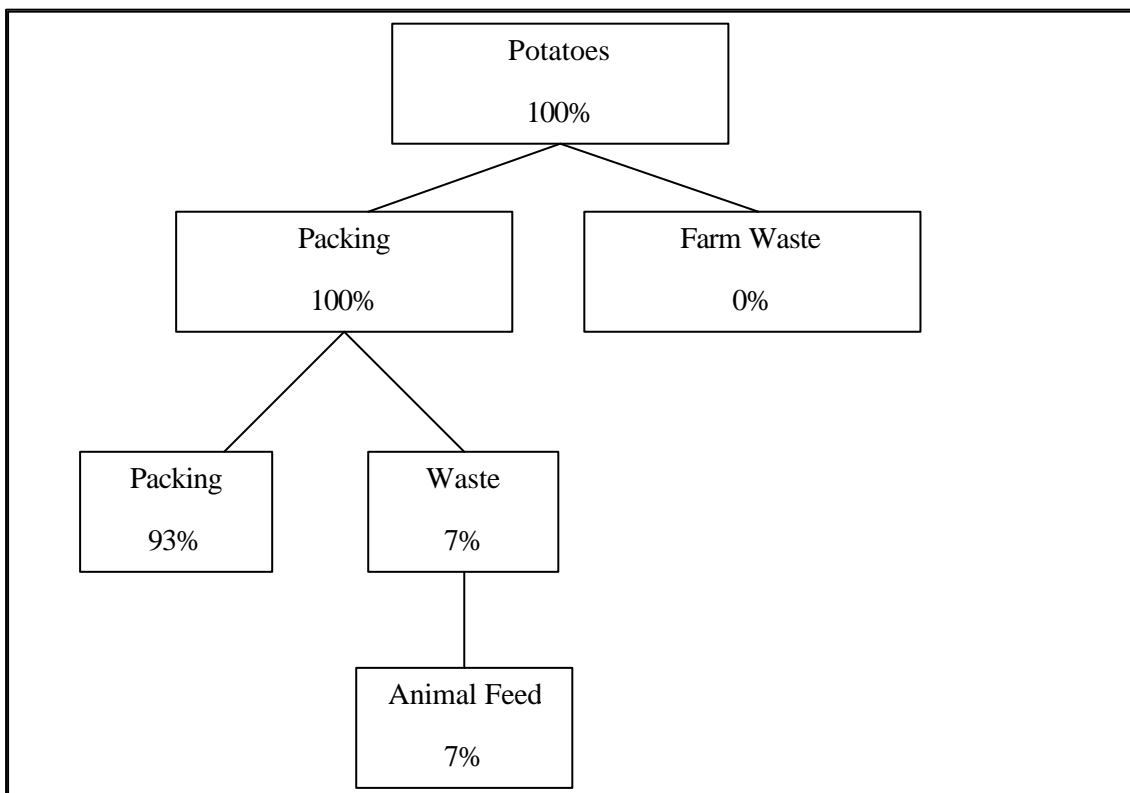 Potatoes
100%
Packing
100%
Farm Waste
0%
Packing
93%
Waste
7%
Animal Feed
7%